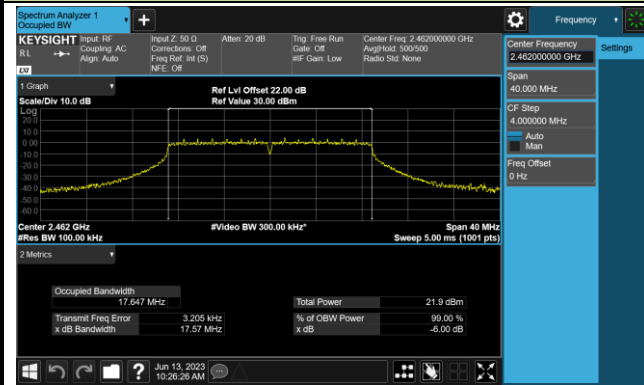 Spectrum Analyzer 1
Occupied BW
+
Frequency
KEYSIGHT
Input: RF
Coupling: AC
Align: Auto
Input Z: 50 Ω
Corrections: Off
Freq Ref: Int (S)
NFE: Off
Atten: 20 dB
Trig: Free Run
Gate: Off
#IF Gain: Low
Center Freq: 2.462000000 GHz
Avg|Hold: 500/500
Radio Std: None
RL
LXI
Center Frequency
2.462000000 GHz
Settings
Span
40.000 MHz
CF Step
4.000000 MHz
Auto
Man
Freq Offset
0 Hz
1 Graph
Scale/Div 10.0 dB
Ref Lvl Offset 22.00 dB
Ref Value 30.00 dBm
Log
20.0
10.0
0.00
-10.0
-20.0
-30.0
-40.0
-50.0
-60.0
Center 2.462 GHz
#Res BW 100.00 kHz
#Video BW 300.00 kHz*
Span 40 MHz
Sweep 5.00 ms (1001 pts)
2 Metrics
Occupied Bandwidth
17.647 MHz
Total Power 21.9 dBm
Transmit Freq Error 3.205 kHz
% of OBW Power 99.00 %
x dB Bandwidth 17.57 MHz
x dB -6.00 dB
?
Jun 13, 2023
10:26:26 AM